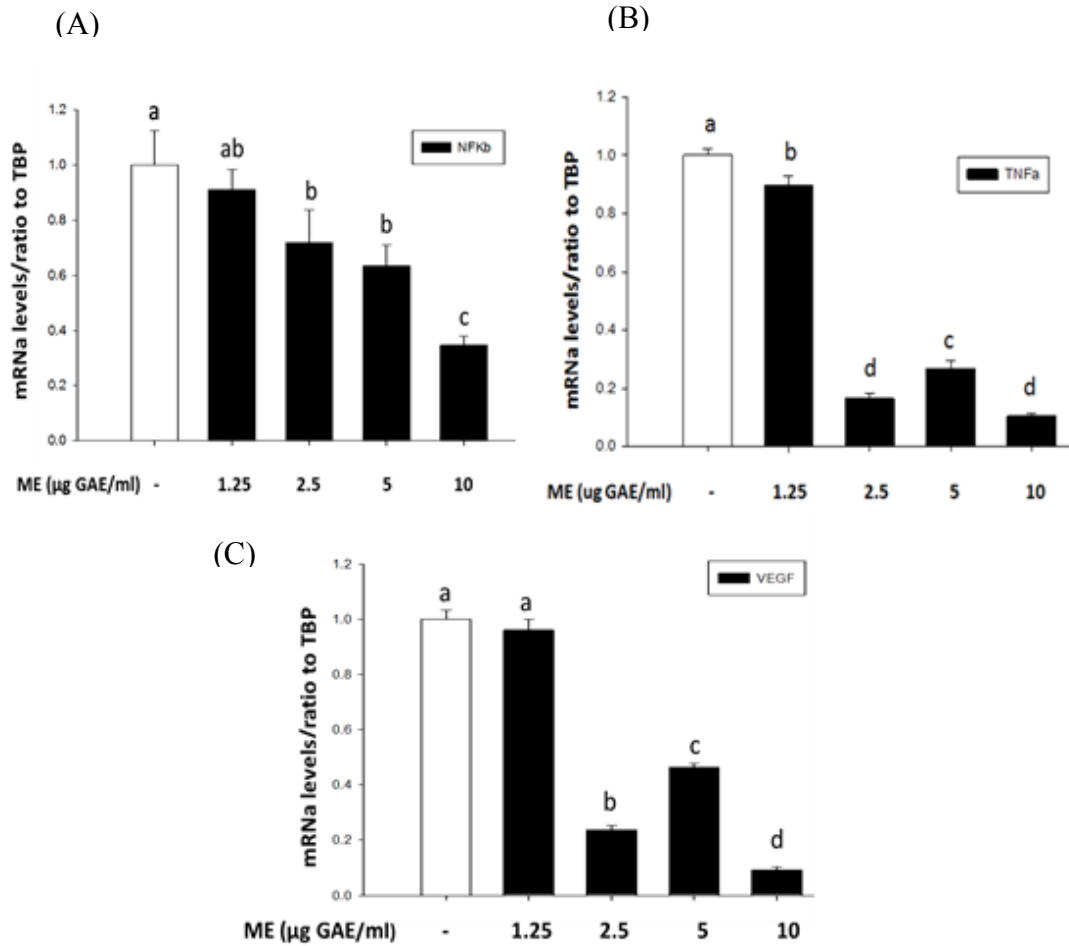 (A)
mRNa levels/ratio to TBP
1.2
1.0
0.8
0.6
0.4
0.2
0.0
a
ab
b
b
c
NFKb
ME (µg GAE/ml) - 1.25 2.5 5 10
(B)
mRNa levels/ratio to TBP
1.2
1.0
0.8
0.6
0.4
0.2
0.0
a
b
d
c
d
TNFa
ME (ug GAE/ml) - 1.25 2.5 5 10
(C)
mRNa levels/ratio to TBP
1.2
1.0
0.8
0.6
0.4
0.2
0.0
a
a
b
c
d
VEGF
ME (µg GAE/ml) - 1.25 2.5 5 10